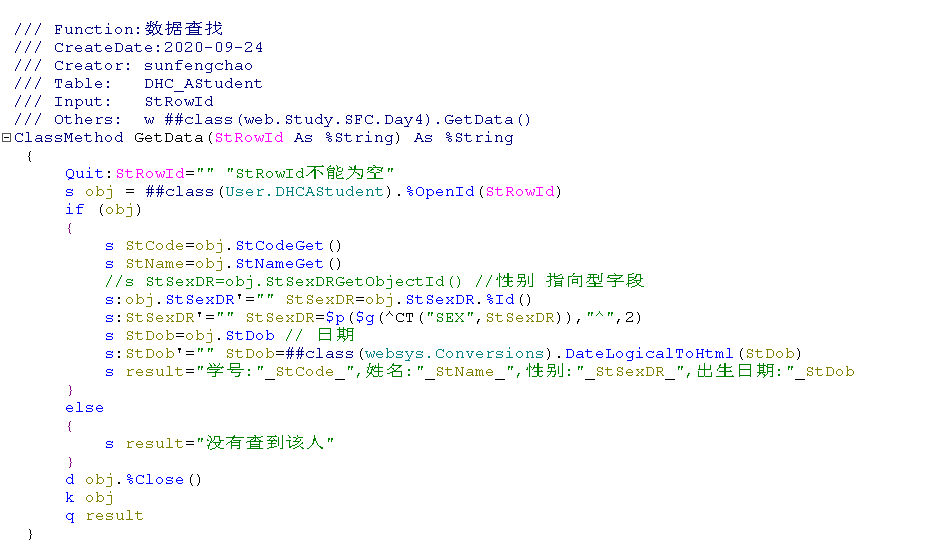 /// Function:数据查找
/// CreateDate:2020-09-24
/// Creator: sunfengchao
/// Table:   DHC_AStudent
/// Input:   StRowId
/// Others:  w ##class(web.Study.SFC.Day4).GetData()
ClassMethod GetData(StRowId As %String) As %String
{
Quit:StRowId="" "StRowId不能为空"
s obj = ##class(User.DHCAStudent).%OpenId(StRowId)
if (obj)
{
s StCode=obj.StCodeGet()
s StName=obj.StNameGet()
//s StSexDR=obj.StSexDRGetObjectId() //性别 指向型字段
s:obj.StSexDR'="" StSexDR=obj.StSexDR.%Id()
s:StSexDR'="" StSexDR=$p($g(^CT("SEX",StSexDR)),"^",2)
s StDob=obj.StDob // 日期
s:StDob'="" StDob=##class(websys.Conversions).DateLogicalToHtml(StDob)
s result="学号:"_StCode_",姓名:"_StName_",性别:"_StSexDR_",出生日期:"_StDob
}
else
{
s result="没有查到该人"
}
d obj.%Close()
k obj
q result
}